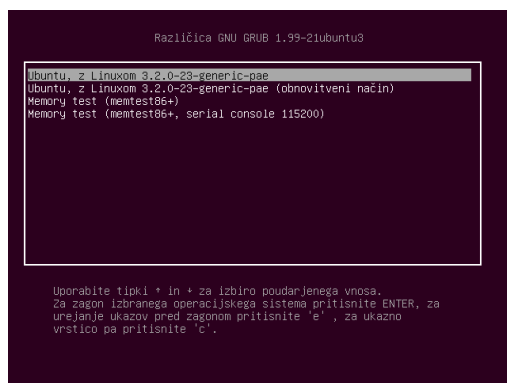 Različica GNU GRUB 1.99-21ubuntu3
Ubuntu, z Linuxom 3.2.0-23-generic-pae
Ubuntu, z Linuxom 3.2.0-23-generic-pae (obnovitveni način)
Memory test (memtest86+)
Memory test (memtest86+, serial console 115200)
Uporabite tipki ↑ in ↓ za izbiro poudarjenega vnosa.
Za zagon izbranega operacijskega sistema pritisnite ENTER, za
urejanje ukazov pred zagonom pritisnite 'e' , za ukazno
vrstico pa pritisnite 'c'.